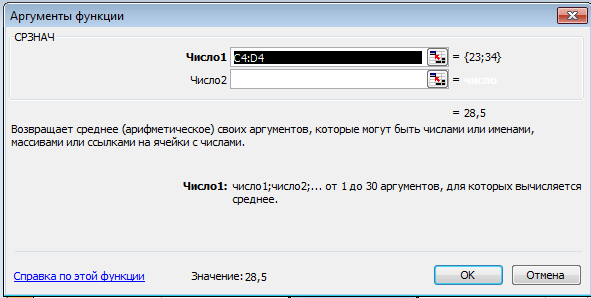 Аргументы функции
СРЗНАЧ
Число1 C4:D4 = {23;34}
Число2 = число
= 28,5
Возвращает среднее (арифметическое) своих аргументов, которые могут быть числами или именами,
массивами или ссылками на ячейки с числами.
Число1: число1;число2;... от 1 до 30 аргументов, для которых вычисляется
среднее.
Справка по этой функции Значение:28,5 ОК Отмена